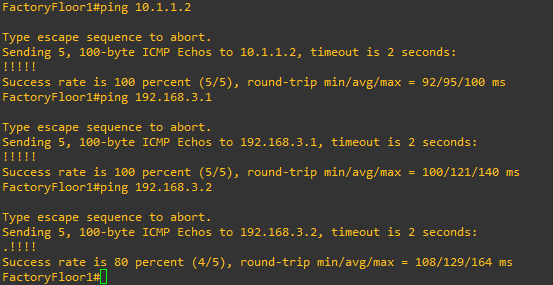 FactoryFloor1#ping 10.1.1.2

Type escape sequence to abort.
Sending 5, 100-byte ICMP Echos to 10.1.1.2, timeout is 2 seconds:
!!!!!
Success rate is 100 percent (5/5), round-trip min/avg/max = 92/95/100 ms
FactoryFloor1#ping 192.168.3.1

Type escape sequence to abort.
Sending 5, 100-byte ICMP Echos to 192.168.3.1, timeout is 2 seconds:
!!!!!
Success rate is 100 percent (5/5), round-trip min/avg/max = 100/121/140 ms
FactoryFloor1#ping 192.168.3.2

Type escape sequence to abort.
Sending 5, 100-byte ICMP Echos to 192.168.3.2, timeout is 2 seconds:
.!!!!
Success rate is 80 percent (4/5), round-trip min/avg/max = 108/129/164 ms
FactoryFloor1#